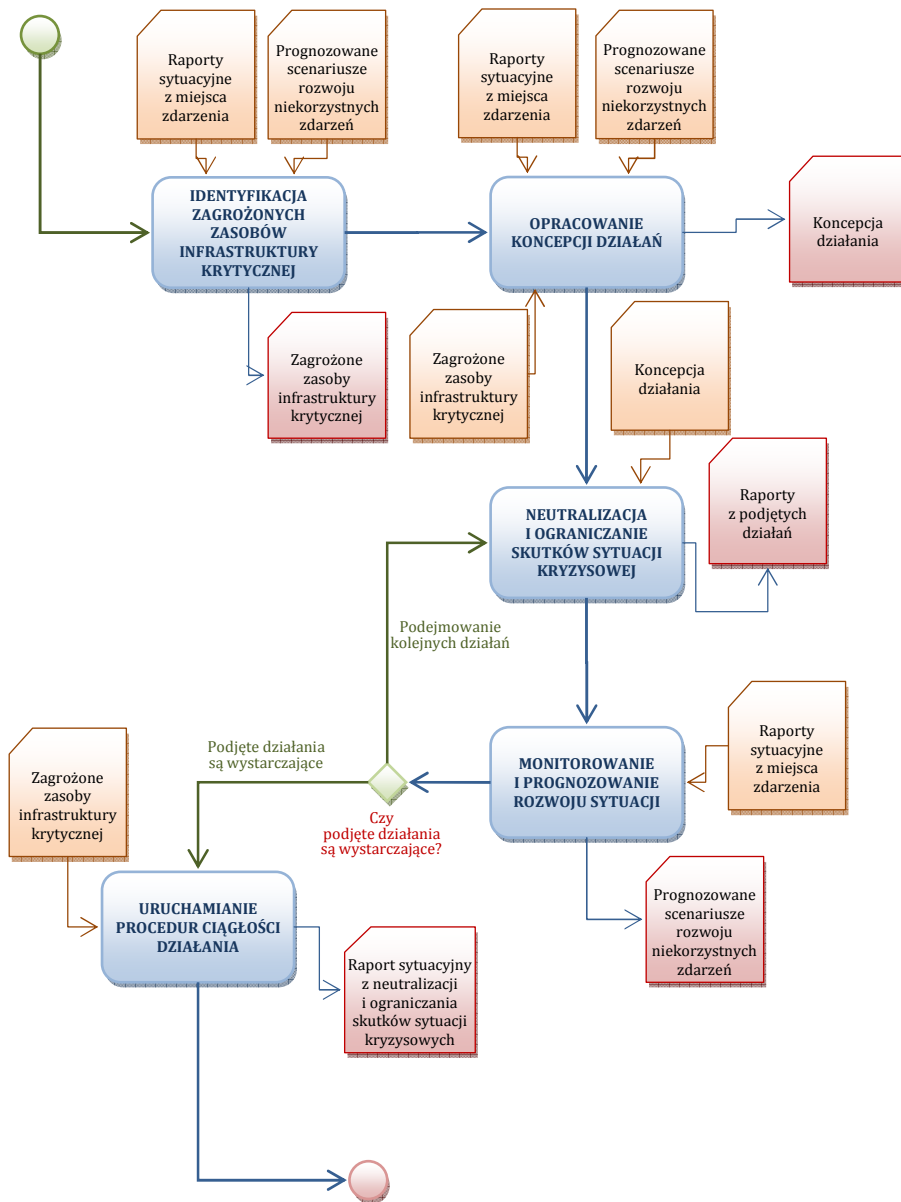 Raporty
sytuacyjne
z miejsca
zdarzenia
Prognozowane
scenariusze
rozwoju
niekorzystnych
zdarzeń
Raporty
sytuacyjne
z miejsca
zdarzenia
Prognozowane
scenariusze
rozwoju
niekorzystnych
zdarzeń
IDENTYFIKACJA
ZAGROŻONYCH
ZASOBÓW
INFRASTRUKTURY
KRYTYCZNEJ
OPRACOWANIE
KONCEPCJI DZIAŁAŃ
Koncepcja
działania
Zagrożone
zasoby
infrastruktury
krytycznej
Zagrożone
zasoby
infrastruktury
krytycznej
Koncepcja
działania
NEUTRALIZACJA
I OGRANICZANIE
SKUTKÓW SYTUACJI
KRYZYSOWEJ
Raporty
z podjętych
działań
Podejmowanie
kolejnych działań
Podjęte działania
są wystarczające
Zagrożone
zasoby
infrastruktury
krytycznej
Czy
podjęte działania
są wystarczające?
MONITOROWANIE
I PROGNOZOWANIE
ROZWOJU SYTUACJI
Raporty
sytuacyjne
z miejsca
zdarzenia
URUCHAMIANIE
PROCEDUR CIĄGŁOŚCI
DZIAŁANIA
Raport sytuacyjny
z neutralizacji
i ograniczania
skutków sytuacji
kryzysowych
Prognozowane
scenariusze
rozwoju
niekorzystnych
zdarzeń